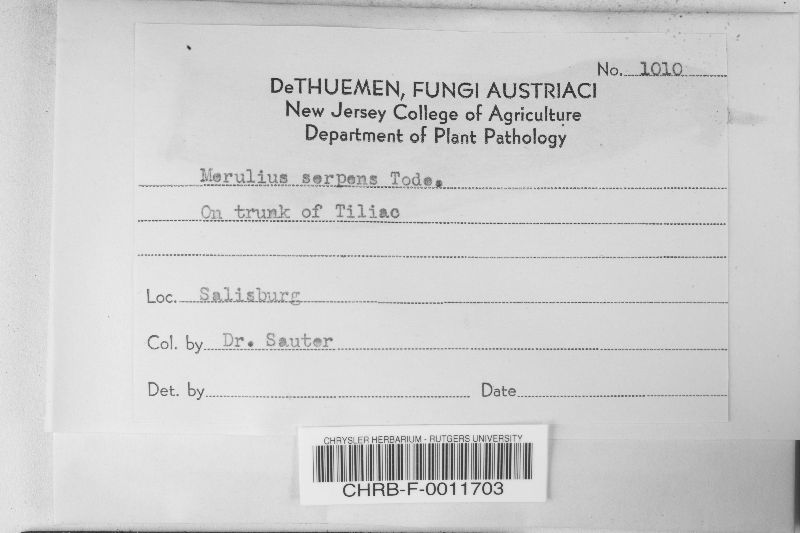 No. 1010
DeTHUEMEN, FUNGI AUSTRIACI
New Jersey College of Agriculture
Department of Plant Pathology
Merulius serpens Tode.
On trunk of Tiliae
Loc. Salisburg
Col. by Dr. Sauter
Det. by Date
CHRYSLER HERBARIUM - RUTGERS UNIVERSITY
CHRB-F-0011703